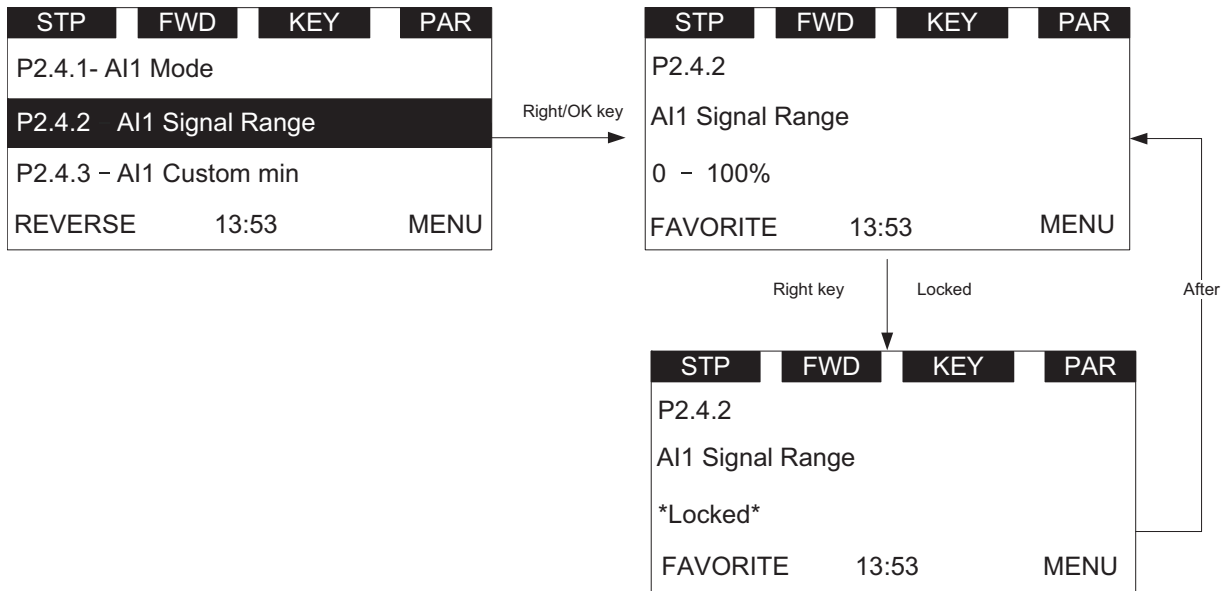 STP FWD KEY PAR
P2.4.1- AI1 Mode
P2.4.2 - AI1 Signal Range
P2.4.3 – AI1 Custom min
REVERSE 13:53 MENU
Right/OK key
STP FWD KEY PAR
P2.4.2
AI1 Signal Range
0 – 100%
FAVORITE 13:53 MENU
Right key
Locked
After
STP FWD KEY PAR
P2.4.2
AI1 Signal Range
*Locked*
FAVORITE 13:53 MENU